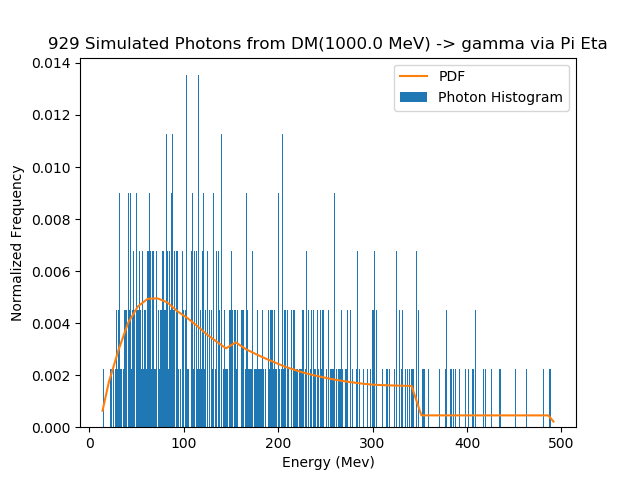 929 Simulated Photons from DM(1000.0 MeV) -> gamma via Pi Eta
PDF
Photon Histogram
Normalized Frequency
0.014
0.012
0.010
0.008
0.006
0.004
0.002
0.000
0 100 200 300 400 500
Energy (Mev)